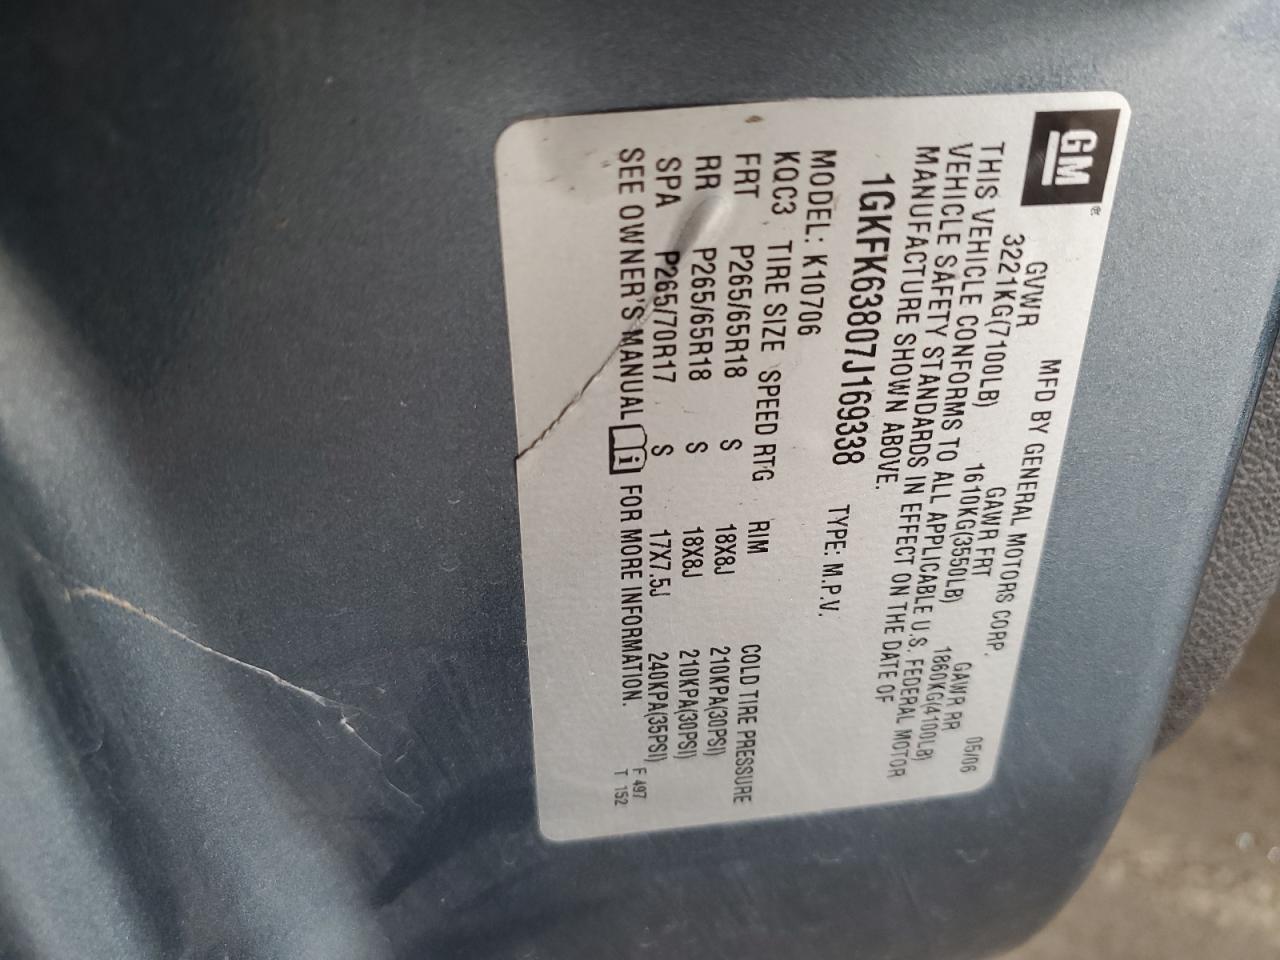 GM®
MFD BY GENERAL MOTORS CORP. 05/06
GVWR GAWR FRT GAWR RR
3221KG(7100LB) 1610KG(3550LB) 1860KG(4100LB)
THIS VEHICLE CONFORMS TO ALL APPLICABLE U.S. FEDERAL MOTOR
VEHICLE SAFETY STANDARDS IN EFFECT ON THE DATE OF
MANUFACTURE SHOWN ABOVE.
1GKFK63807J169338 TYPE: M.P.V.
MODEL: K10706
KQC3 TIRE SIZE SPEED RTG RIM COLD TIRE PRESSURE
FRT P265/65R18 S 18X8J 210KPA(30PSI)
RR P265/65R18 S 18X8J 210KPA(30PSI)
SPA P265/70R17 S 17X7.5J 240KPA(35PSI)
SEE OWNER'S MANUAL i FOR MORE INFORMATION.
F 497
T 152